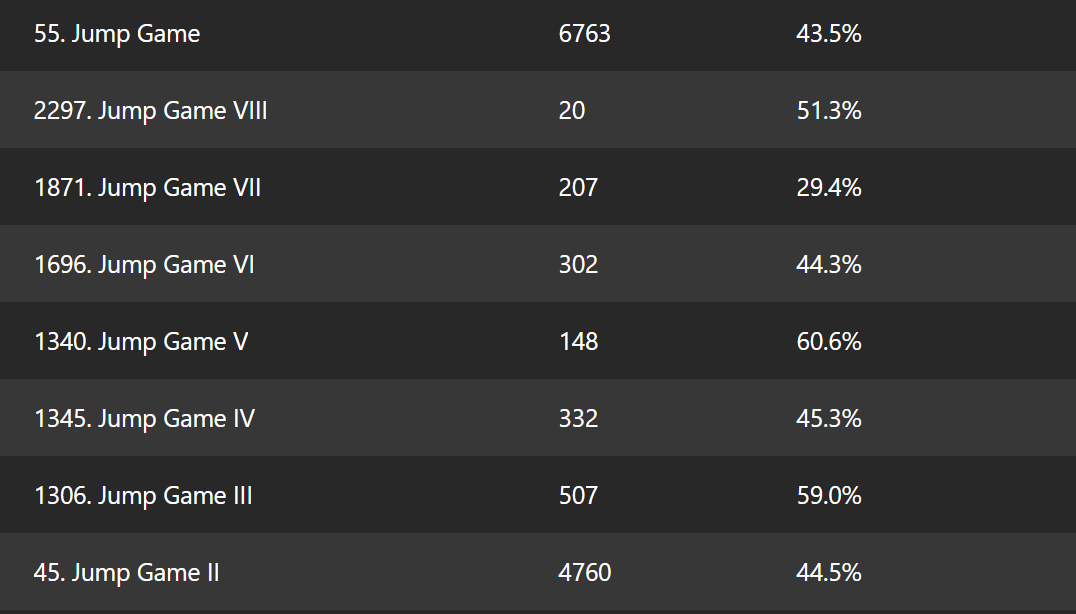 55. Jump Game 6763 43.5%
2297. Jump Game VIII 20 51.3%
1871. Jump Game VII 207 29.4%
1696. Jump Game VI 302 44.3%
1340. Jump Game V 148 60.6%
1345. Jump Game IV 332 45.3%
1306. Jump Game III 507 59.0%
45. Jump Game II 4760 44.5%